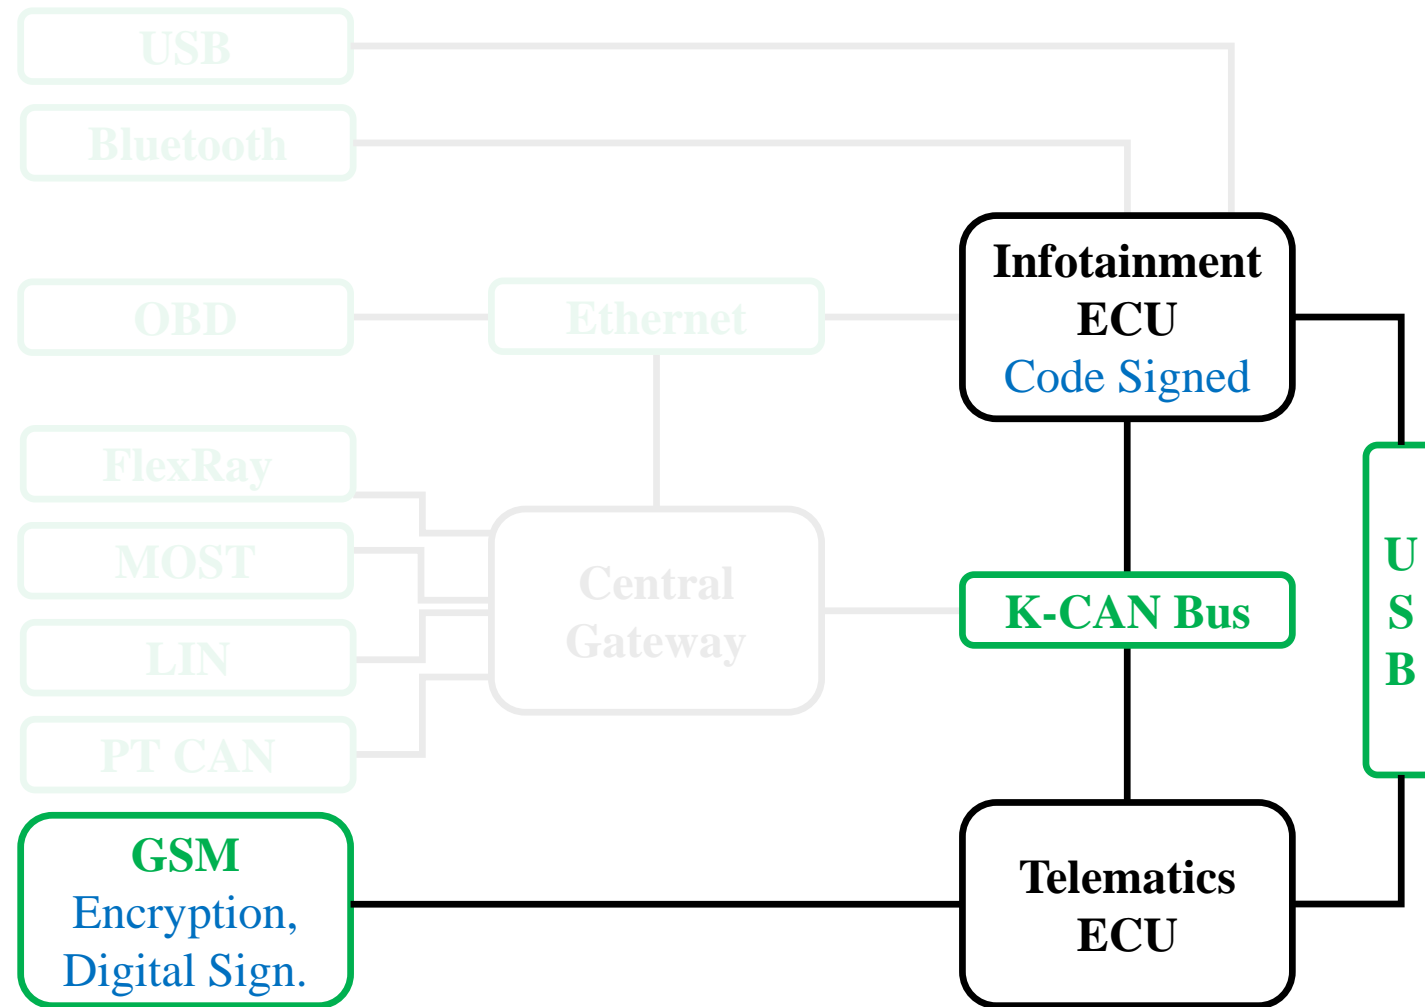 USB
Bluetooth
Infotainment
ECU
Code Signed
OBD
Ethernet
FlexRay
MOST
LIN
PT CAN
Central
Gateway
K-CAN Bus
U
S
B
GSM
Encryption,
Digital Sign.
Telematics
ECU